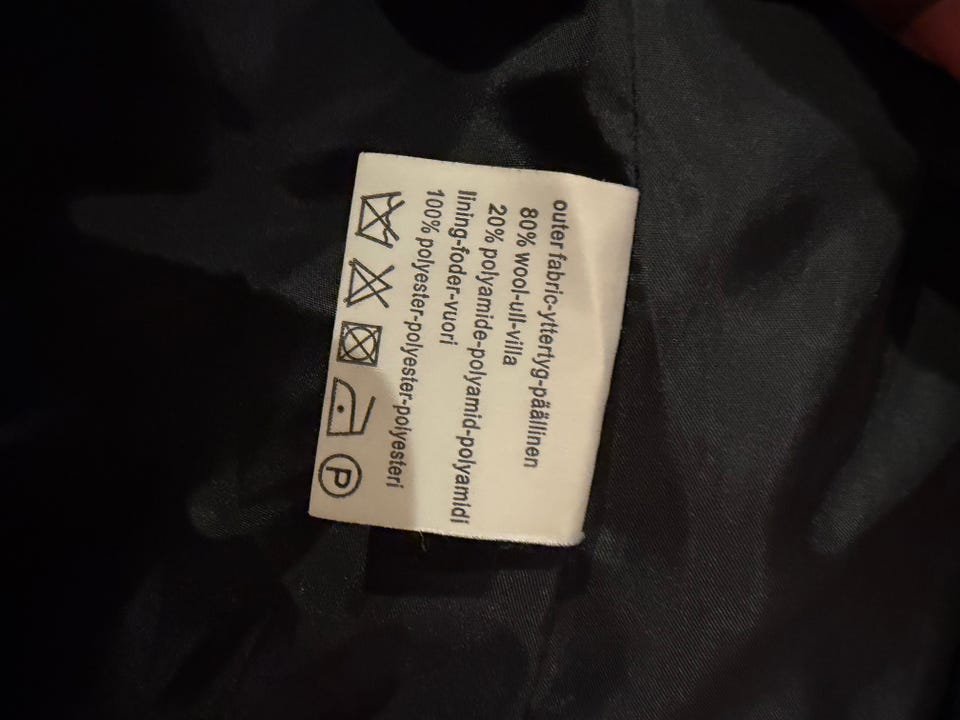 outer fabric-yttertyg-päällinen
80% wool-ull-villa
20% polyamide-polyamid-polyamidi
lining-foder-vuori
100% polyester-polyester-polyesteri
P